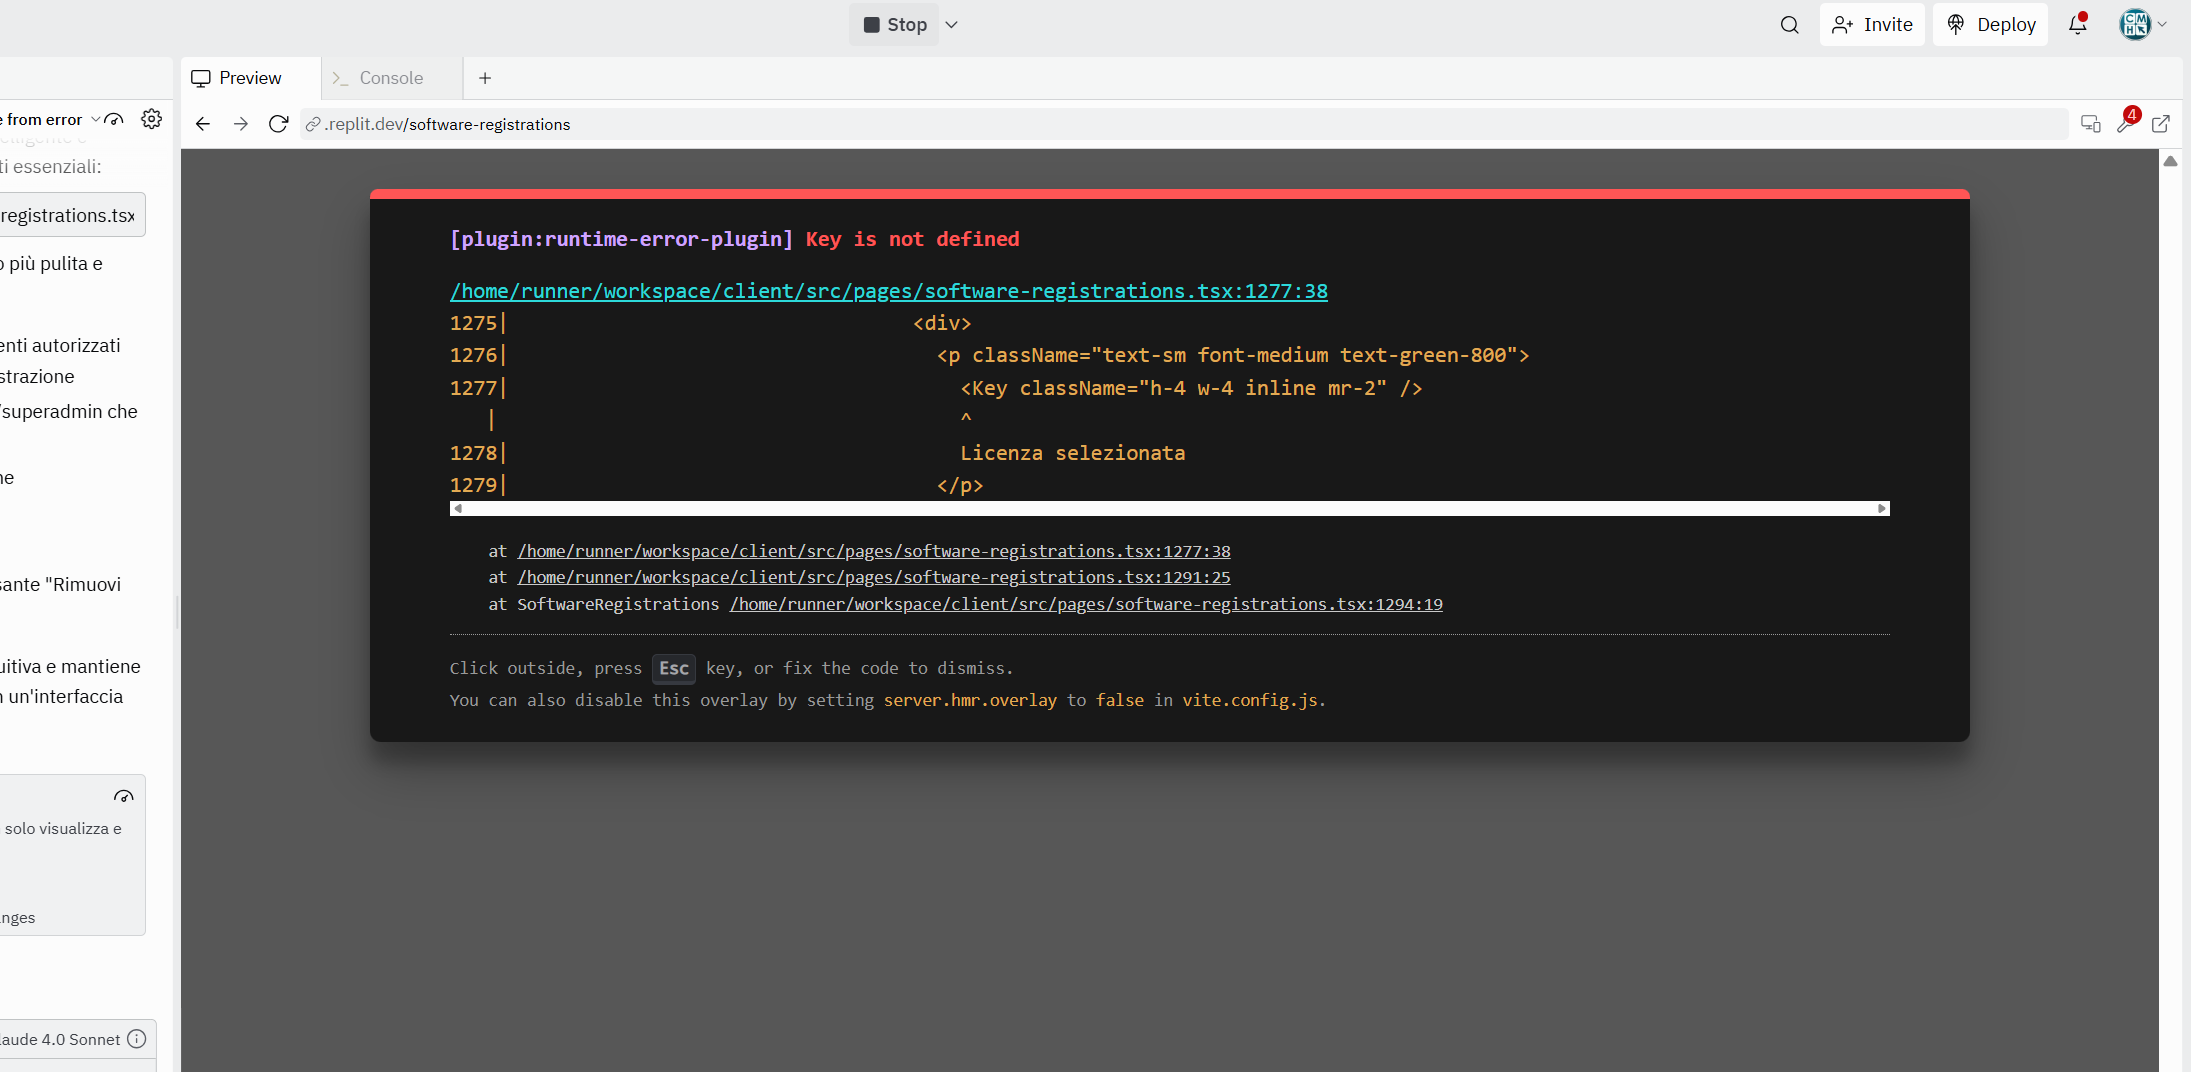 Stop
Invite
Deploy
Preview
Console
from error
.replit.dev/software-registrations
4
ti essenziali:
registrations.tsx
più pulita e
enti autorizzati
strazione
/superadmin che
ne
sante "Rimuovi
uitiva e mantiene
un'interfaccia
solo visualizza e
anges
laude 4.0 Sonnet
[plugin:runtime-error-plugin] Key is not defined
/home/runner/workspace/client/src/pages/software-registrations.tsx:1277:38
1275| <div>
1276| <p className="text-sm font-medium text-green-800">
1277| <Key className="h-4 w-4 inline mr-2" />
| ^
1278| Licenza selezionata
1279| </p>
at /home/runner/workspace/client/src/pages/software-registrations.tsx:1277:38
at /home/runner/workspace/client/src/pages/software-registrations.tsx:1291:25
at SoftwareRegistrations /home/runner/workspace/client/src/pages/software-registrations.tsx:1294:19
Click outside, press Esc key, or fix the code to dismiss.
You can also disable this overlay by setting server.hmr.overlay to false in vite.config.js.